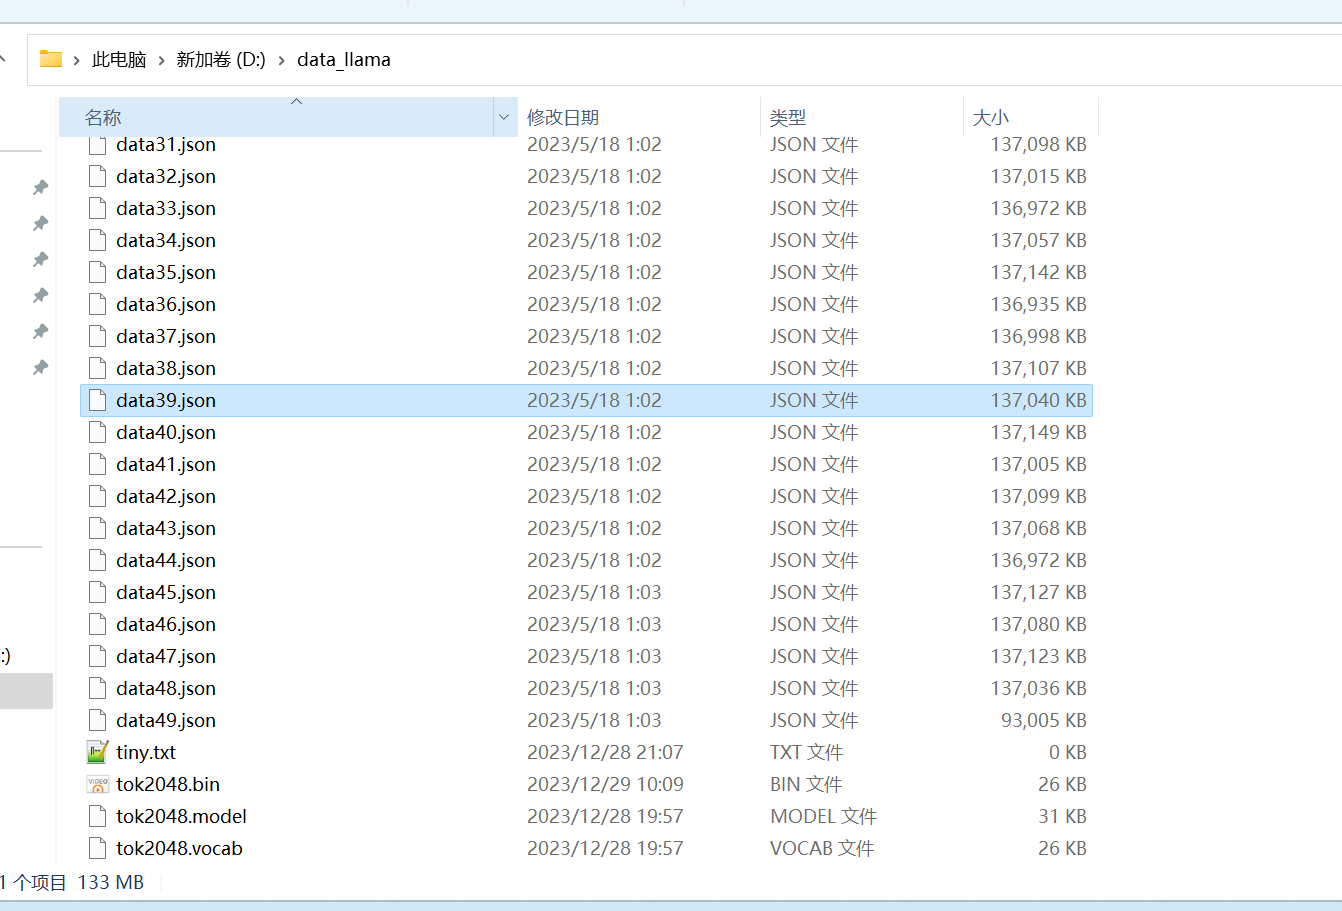 此电脑 › 新加卷 (D:) › data_llama
名称 修改日期 类型 大小
data31.json 2023/5/18 1:02 JSON 文件 137,098 KB
data32.json 2023/5/18 1:02 JSON 文件 137,015 KB
data33.json 2023/5/18 1:02 JSON 文件 136,972 KB
data34.json 2023/5/18 1:02 JSON 文件 137,057 KB
data35.json 2023/5/18 1:02 JSON 文件 137,142 KB
data36.json 2023/5/18 1:02 JSON 文件 136,935 KB
data37.json 2023/5/18 1:02 JSON 文件 136,998 KB
data38.json 2023/5/18 1:02 JSON 文件 137,107 KB
data39.json 2023/5/18 1:02 JSON 文件 137,040 KB
data40.json 2023/5/18 1:02 JSON 文件 137,149 KB
data41.json 2023/5/18 1:02 JSON 文件 137,005 KB
data42.json 2023/5/18 1:02 JSON 文件 137,099 KB
data43.json 2023/5/18 1:02 JSON 文件 137,068 KB
data44.json 2023/5/18 1:02 JSON 文件 136,972 KB
data45.json 2023/5/18 1:03 JSON 文件 137,127 KB
data46.json 2023/5/18 1:03 JSON 文件 137,080 KB
:) data47.json 2023/5/18 1:03 JSON 文件 137,123 KB
data48.json 2023/5/18 1:03 JSON 文件 137,036 KB
data49.json 2023/5/18 1:03 JSON 文件 93,005 KB
tiny.txt 2023/12/28 21:07 TXT 文件 0 KB
VIDEO tok2048.bin 2023/12/29 10:09 BIN 文件 26 KB
tok2048.model 2023/12/28 19:57 MODEL 文件 31 KB
tok2048.vocab 2023/12/28 19:57 VOCAB 文件 26 KB
1 个项目 133 MB